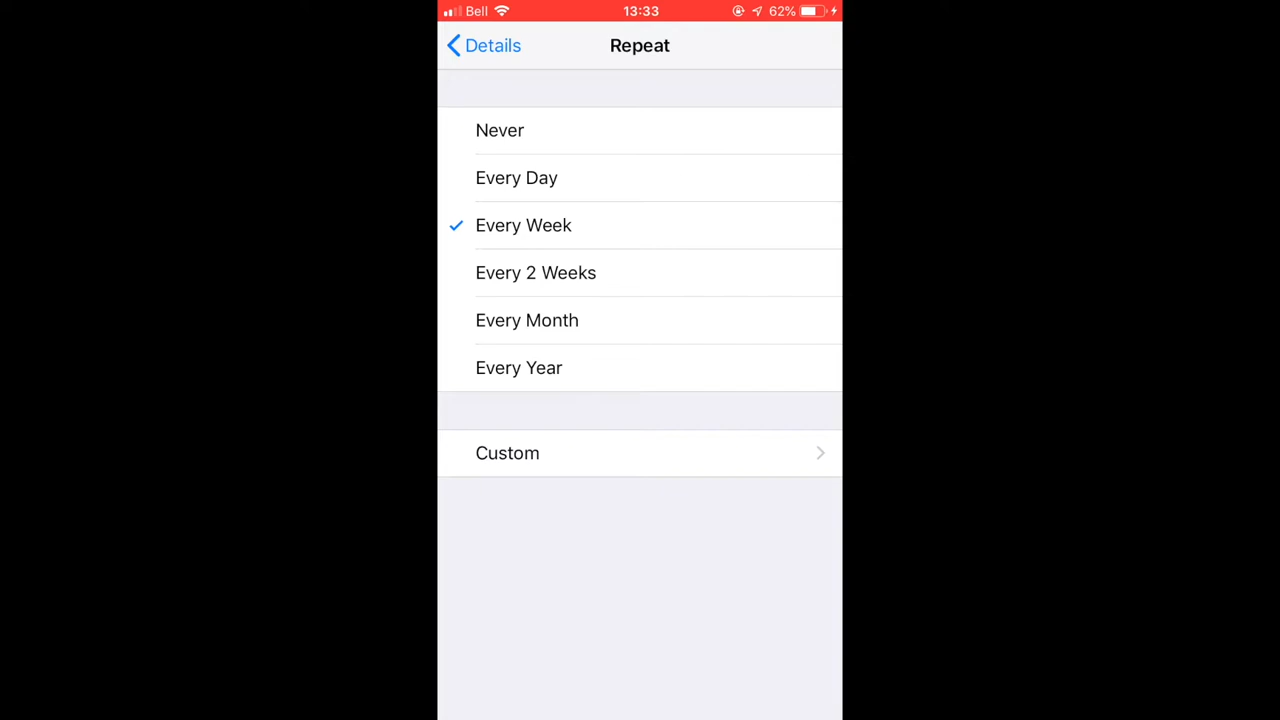 Bell 13:33 62%
Details Repeat
Never
Every Day
Every Week
Every 2 Weeks
Every Month
Every Year
Custom